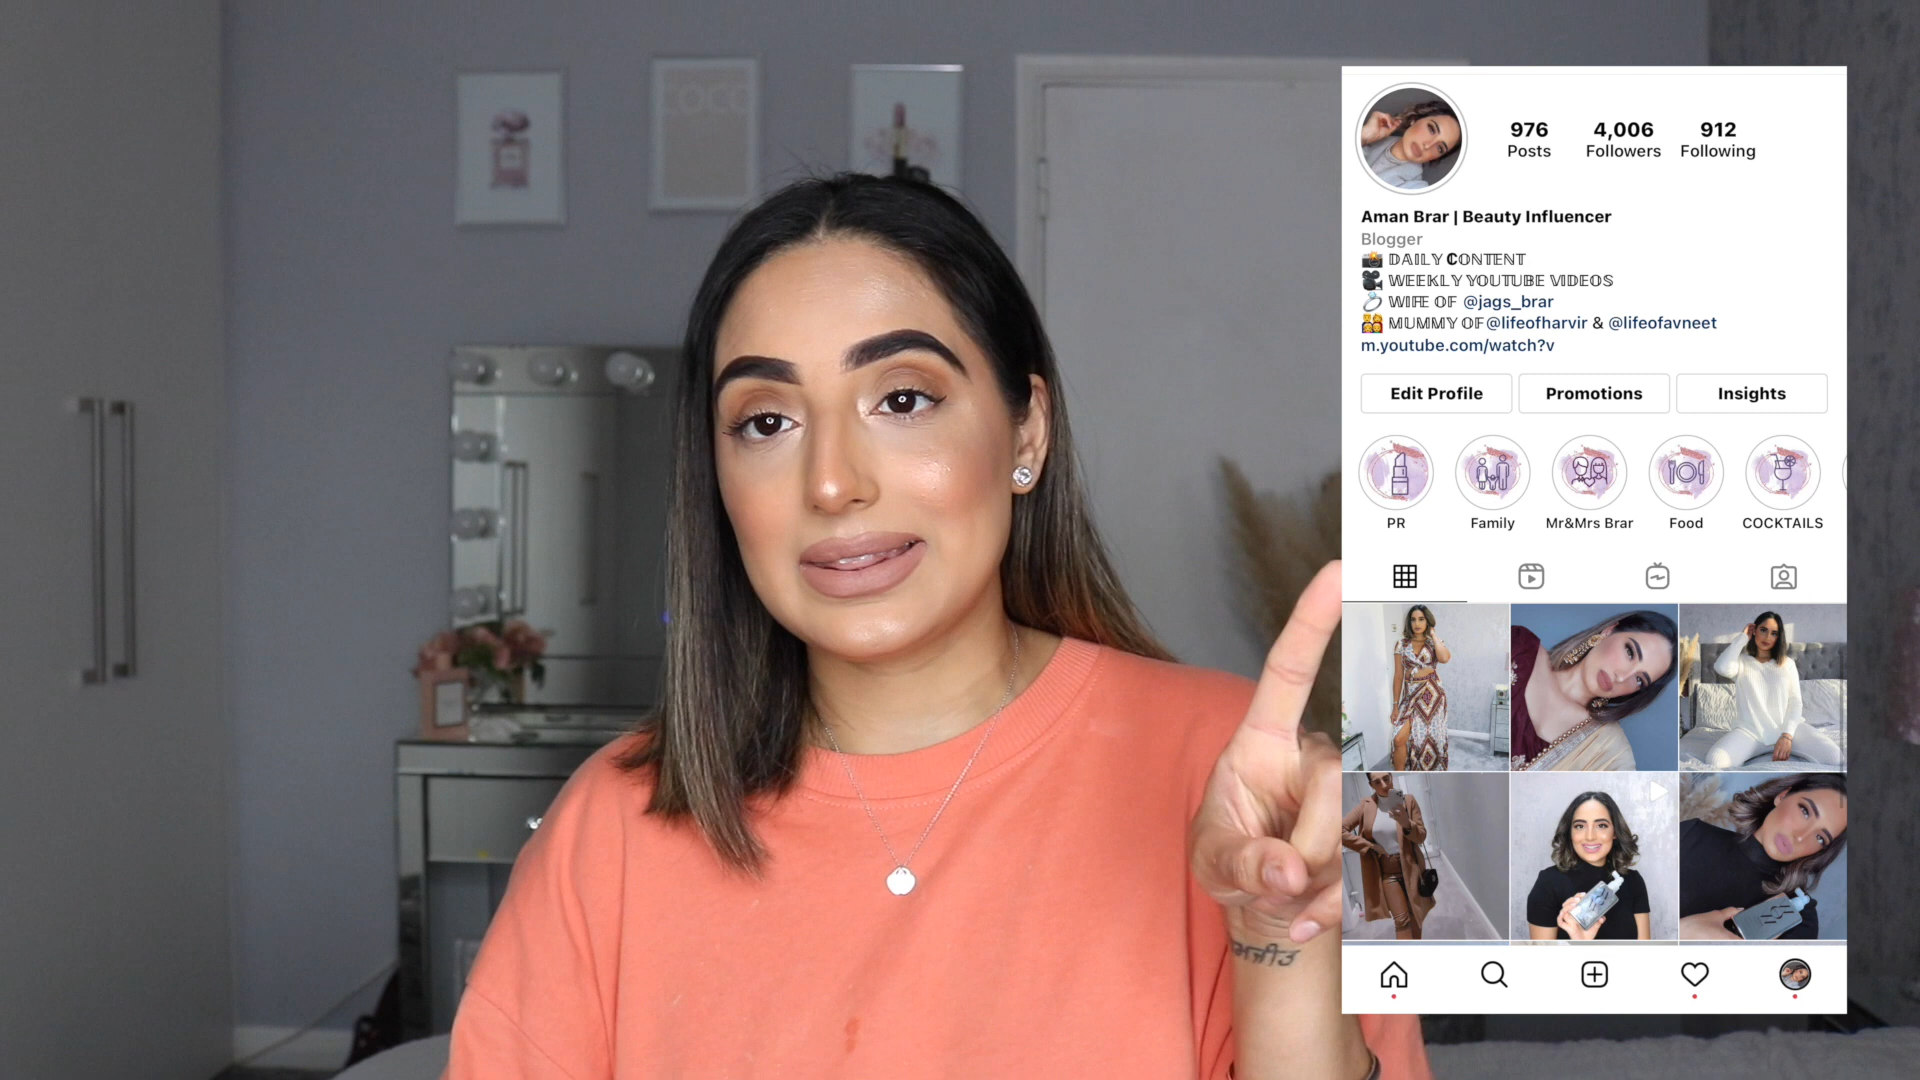 976 4,006 912
Posts Followers Following
Aman Brar | Beauty Influencer
Blogger
📸 𝔻𝔸𝕀𝕃𝕐 ℂ𝕆ℕ𝕋𝔼ℕ𝕋
🎥 𝕎𝔼𝔼𝕂𝕃𝕐 𝕐𝕆𝕌𝕋𝕌𝔹𝔼 𝕍𝕀𝔻𝔼𝕆𝕊
💍 𝕎𝕀𝔽𝔼 𝕆𝔽 @jags_brar
👯 𝕄𝕌𝕄𝕄𝕐 𝕆𝔽 @lifeofharvir & @lifeofavneet
m.youtube.com/watch?v
Edit Profile Promotions Insights
PR Family Mr&Mrs Brar Food COCKTAILS